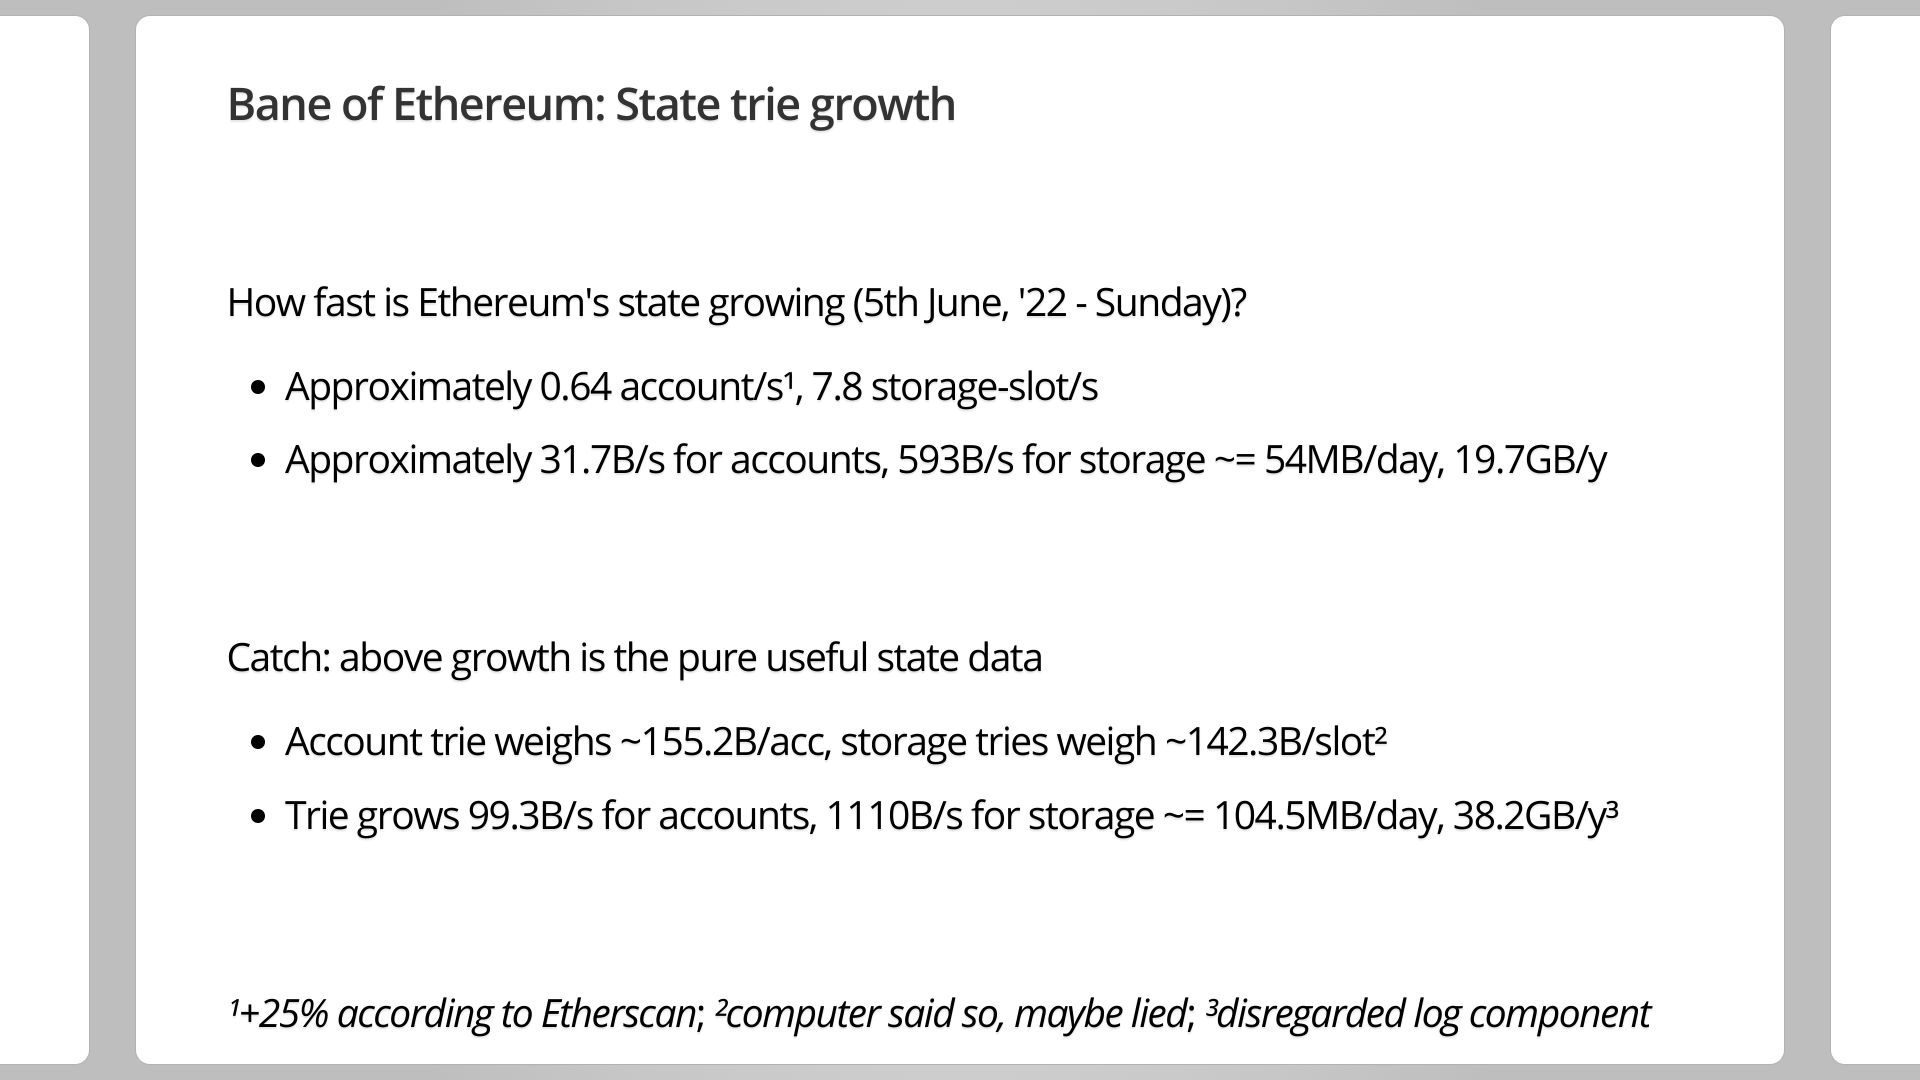 Bane of Ethereum: State trie growth
How fast is Ethereum's state growing (5th June, '22 - Sunday)?
• Approximately 0.64 account/s¹, 7.8 storage-slot/s
• Approximately 31.7B/s for accounts, 593B/s for storage ~= 54MB/day, 19.7GB/y
Catch: above growth is the pure useful state data
• Account trie weighs ~155.2B/acc, storage tries weigh ~142.3B/slot²
• Trie grows 99.3B/s for accounts, 1110B/s for storage ~= 104.5MB/day, 38.2GB/y³
¹+25% according to Etherscan; ²computer said so, maybe lied; ³disregarded log component